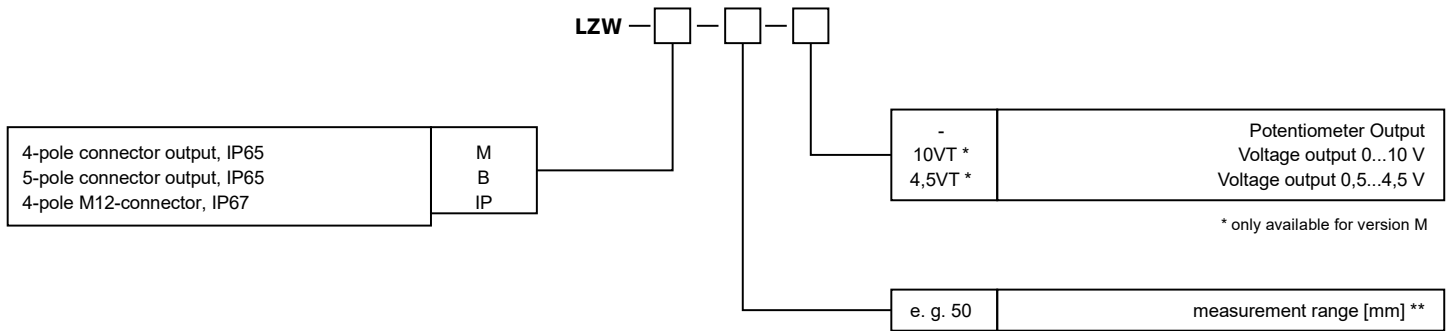 LZW
4-pole connector output, IP65 M
5-pole connector output, IP65 B
4-pole M12-connector, IP67 IP
- Potentiometer Output
10VT * Voltage output 0...10 V
4,5VT * Voltage output 0,5...4,5 V
* only available for version M
e. g. 50 measurement range [mm] **